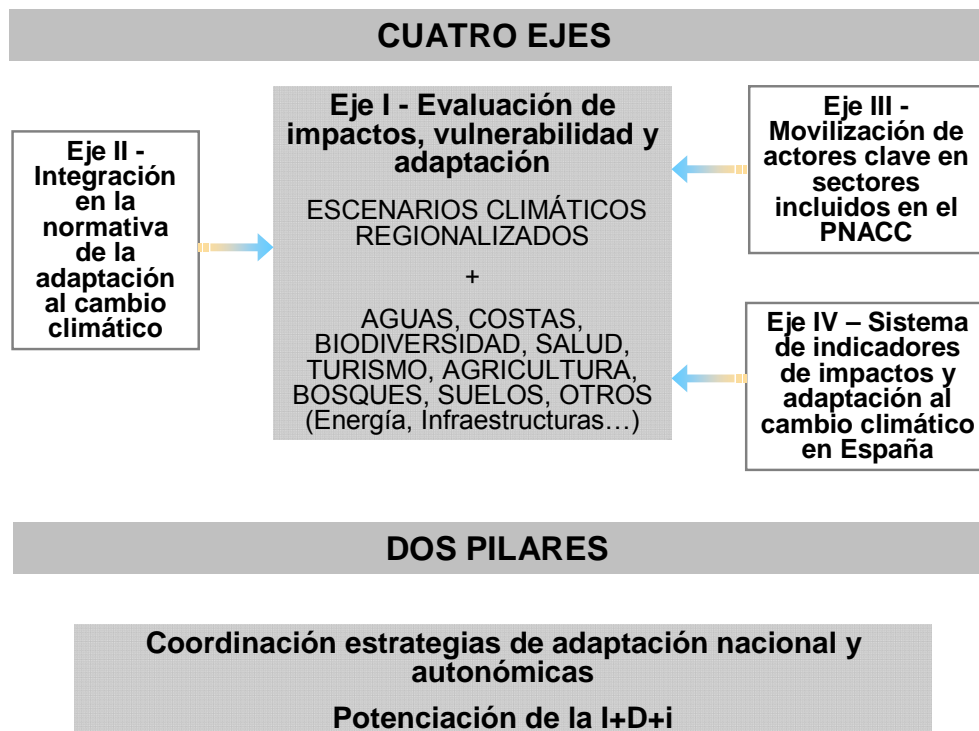 CUATRO EJES
Eje II -
Integración
en la
normativa
de la
adaptación
al cambio
climático
Eje I - Evaluación de
impactos, vulnerabilidad y
adaptación
ESCENARIOS CLIMÁTICOS
REGIONALIZADOS
+
AGUAS, COSTAS,
BIODIVERSIDAD, SALUD,
TURISMO, AGRICULTURA,
BOSQUES, SUELOS, OTROS
(Energía, Infraestructuras…)
Eje III -
Movilización de
actores clave en
sectores
incluidos en el
PNACC
Eje IV – Sistema
de indicadores
de impactos y
adaptación al
cambio climático
en España
DOS PILARES
Coordinación estrategias de adaptación nacional y
autonómicas
Potenciación de la I+D+i